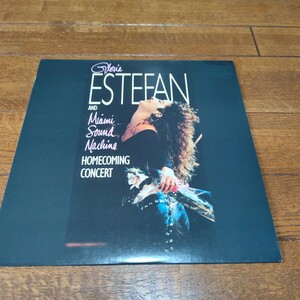 Gloria
ESTEFAN
AND
Miami
Sound
Machine
HOMECOMING
CONCERT